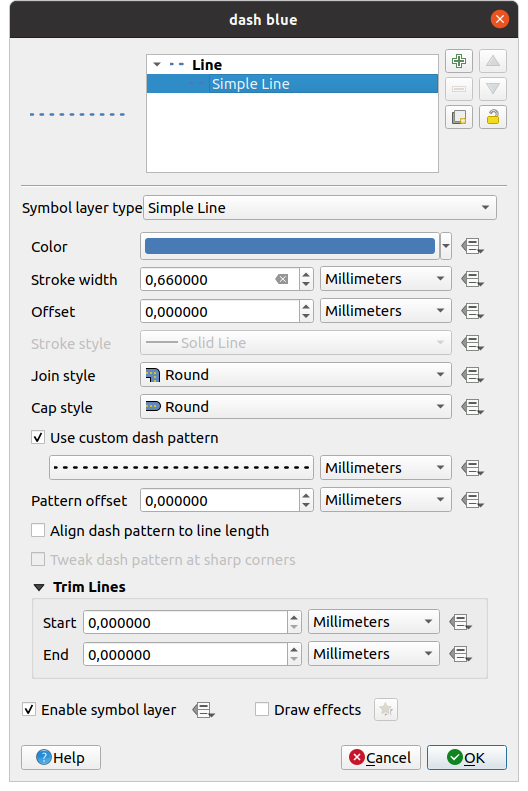 dash blue
Line
Simple Line
Symbol layer type Simple Line
Color
Stroke width 0,660000 Millimeters
Offset 0,000000 Millimeters
Stroke style Solid Line
Join style Round
Cap style Round
Use custom dash pattern
Millimeters
Pattern offset 0,000000 Millimeters
Align dash pattern to line length
Tweak dash pattern at sharp corners
Trim Lines
Start 0,000000 Millimeters
End 0,000000 Millimeters
Enable symbol layer Draw effects
Help Cancel OK